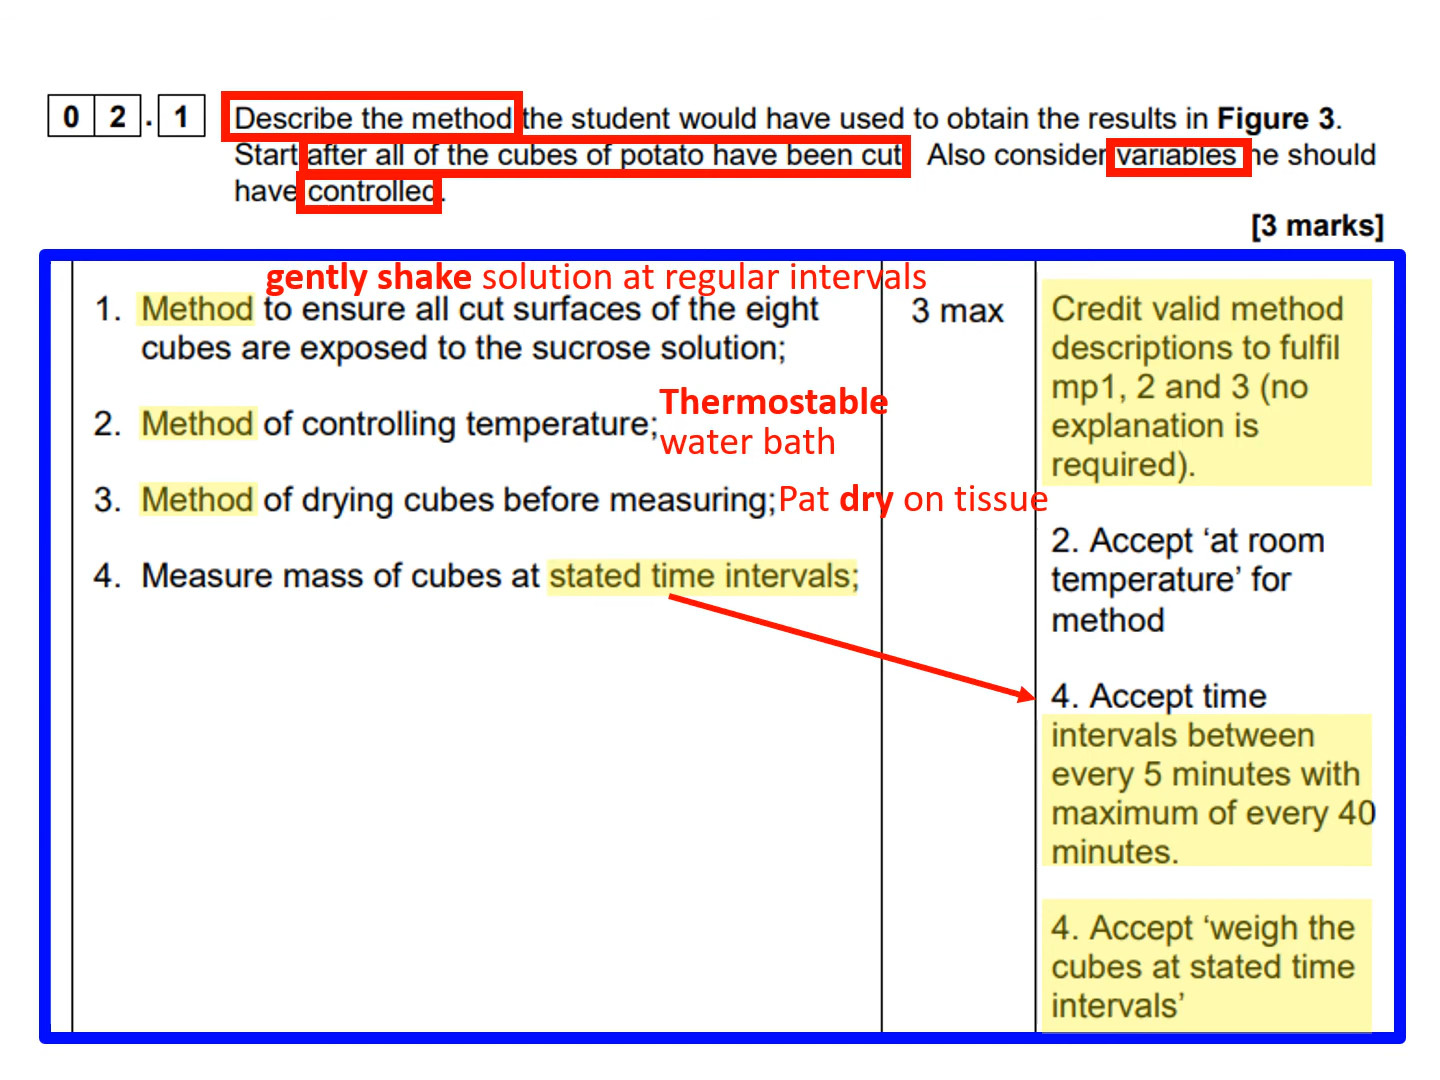 0 2 . 1 Describe the method the student would have used to obtain the results in Figure 3.
Start after all of the cubes of potato have been cut Also consider variables he should
have controlled.
[3 marks]
gently shake solution at regular intervals
1. Method to ensure all cut surfaces of the eight
cubes are exposed to the sucrose solution;
2. Method of controlling temperature;
Thermostable
water bath
3. Method of drying cubes before measuring; Pat dry on tissue
4. Measure mass of cubes at stated time intervals;
3 max
Credit valid method
descriptions to fulfil
mp1, 2 and 3 (no
explanation is
required).
2. Accept ‘at room
temperature’ for
method
4. Accept time
intervals between
every 5 minutes with
maximum of every 40
minutes.
4. Accept ‘weigh the
cubes at stated time
intervals’